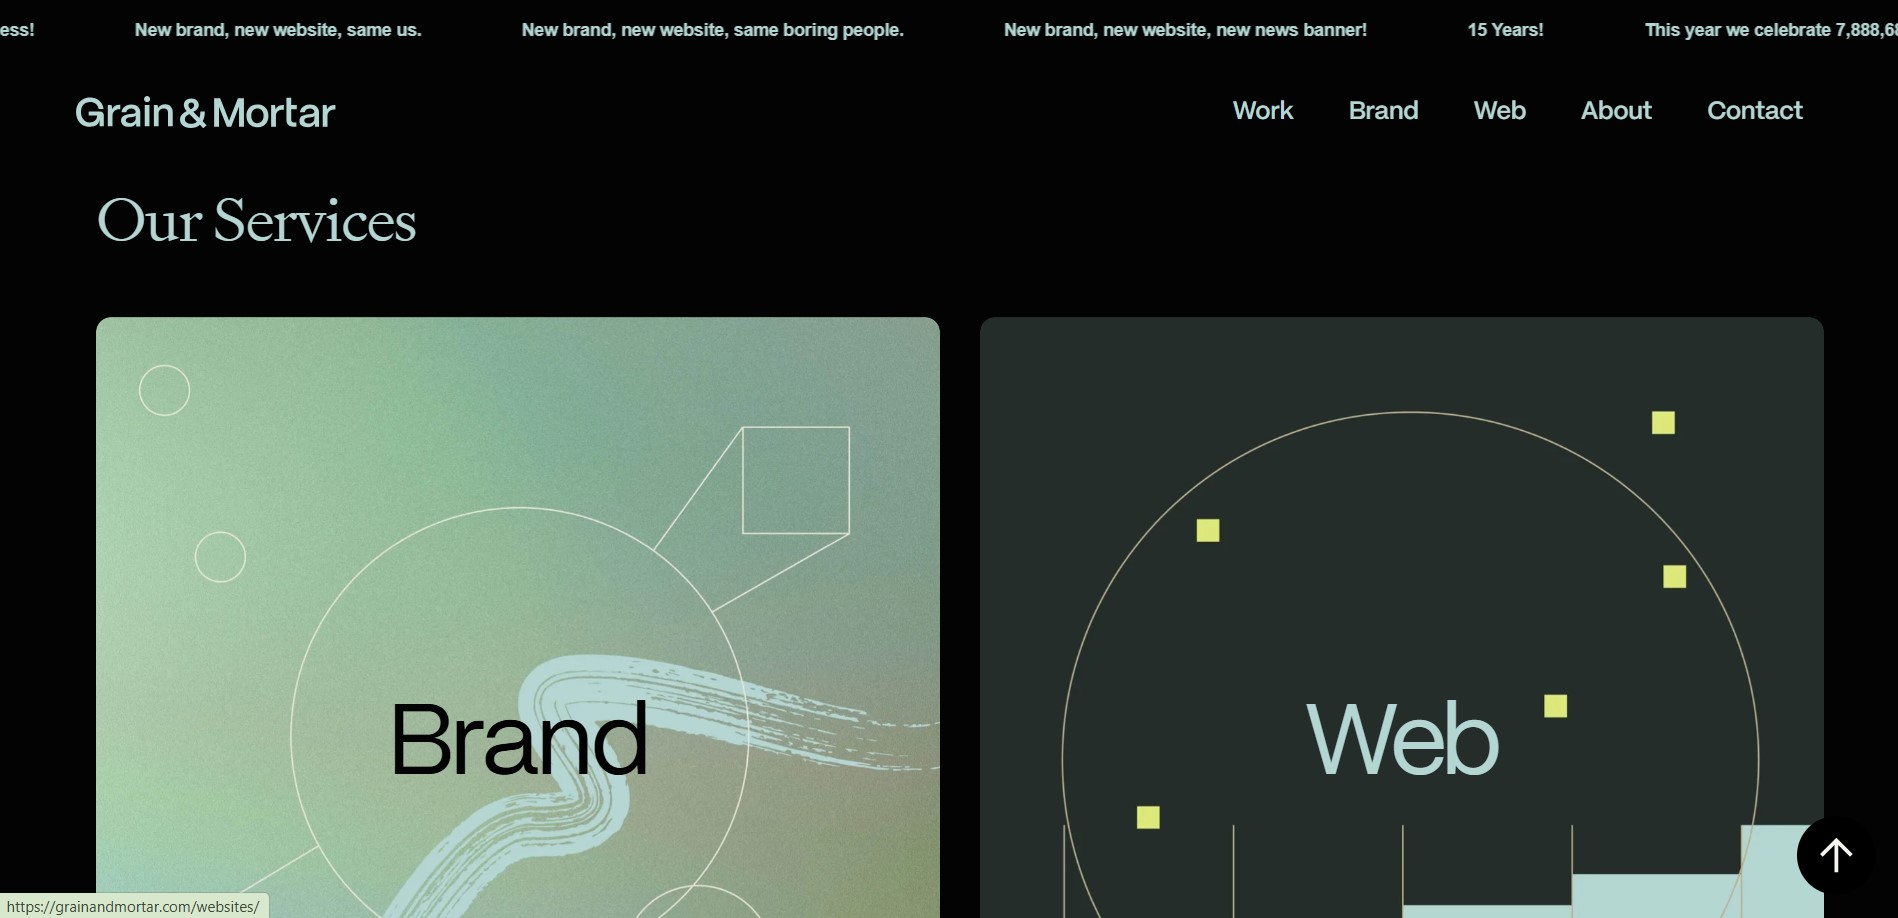 ess! New brand, new website, same us. New brand, new website, same boring people. New brand, new website, new news banner! 15 Years! This year we celebrate 7,888,68
Grain & Mortar Work Brand Web About Contact
Our Services
Brand Web
https://grainandmortar.com/websites/